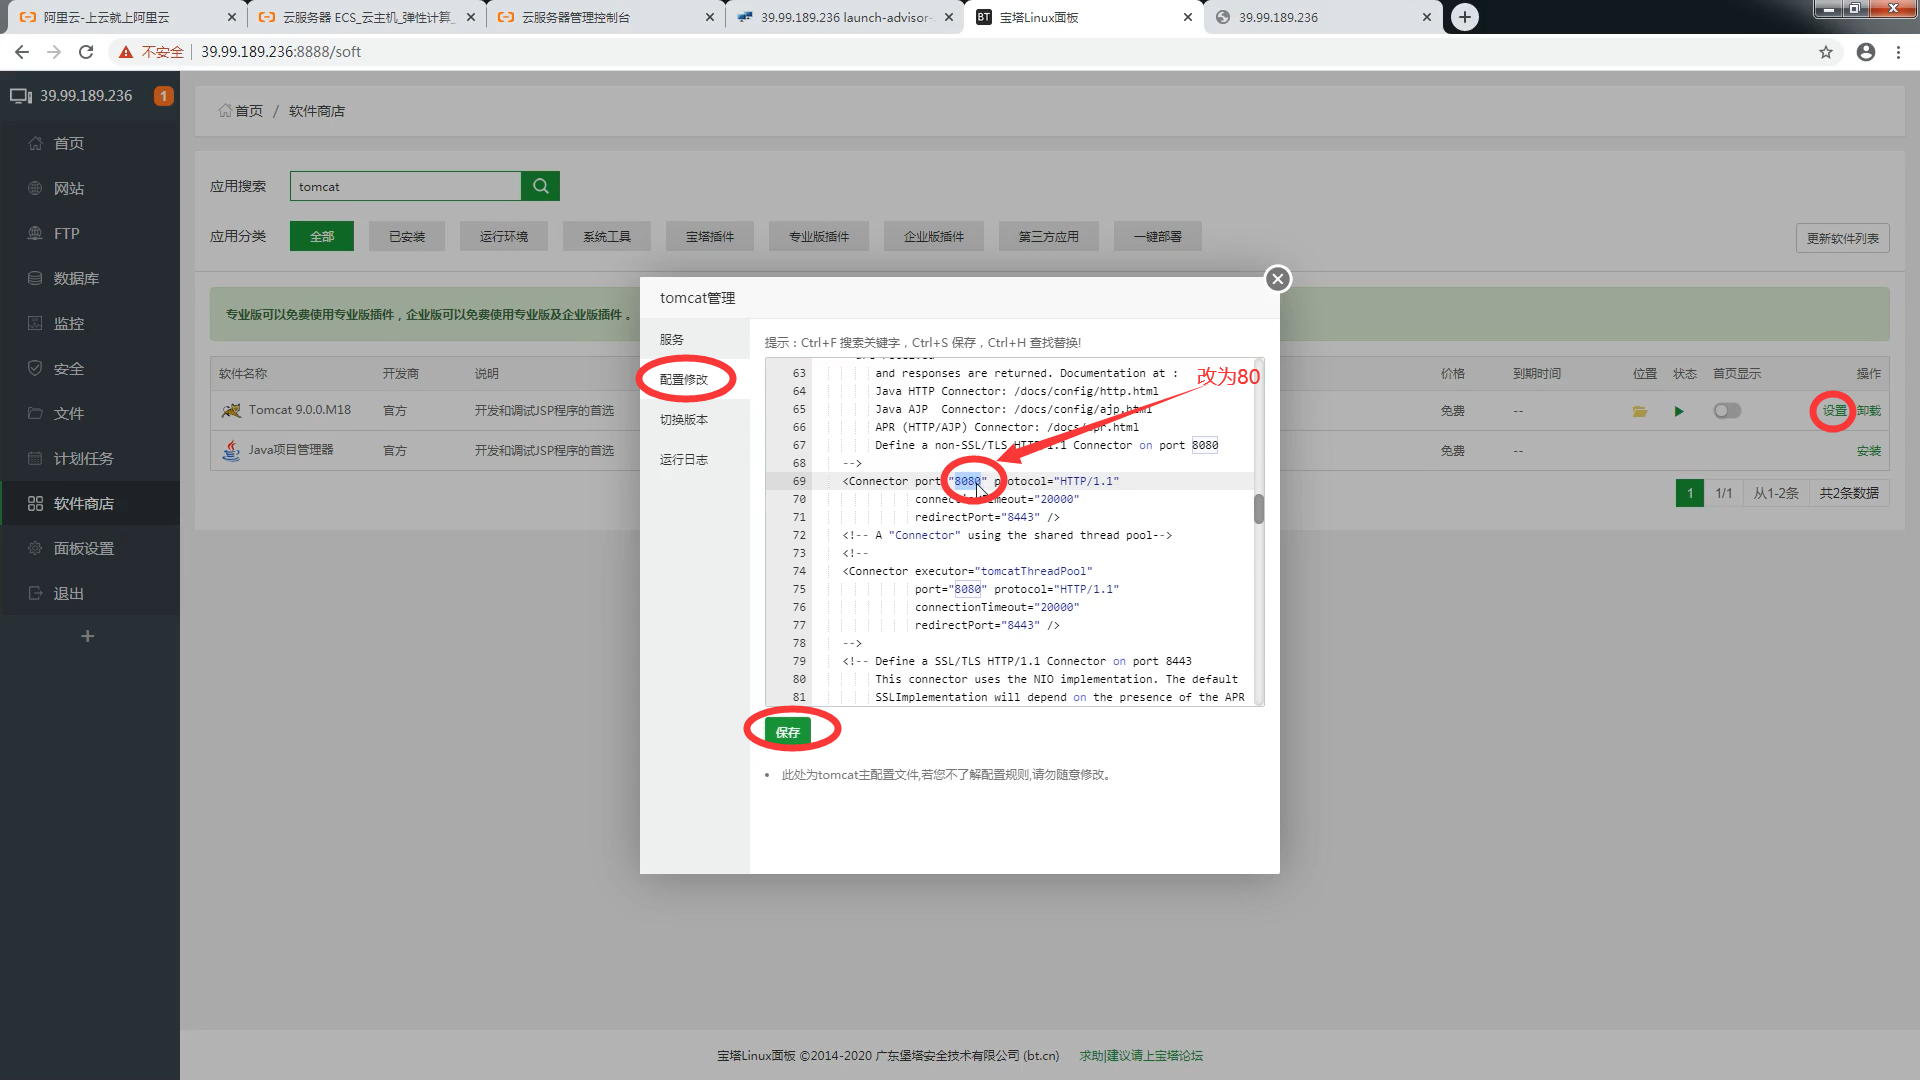 阿里云-上云就上阿里云
云服务器 ECS_云主机_弹性计算_
云服务器管理控制台
39.99.189.236 launch-advisor-
BT 宝塔Linux面板
39.99.189.236
不安全 39.99.189.236:8888/soft
39.99.189.236 1
首页
网站
FTP
数据库
监控
安全
文件
计划任务
软件商店
面板设置
退出
首页 / 软件商店
应用搜索 tomcat
应用分类 全部 已安装 运行环境 系统工具 宝塔插件 专业版插件 企业版插件 第三方应用 一键部署 更新软件列表
专业版可以免费使用专业版插件，企业版可以免费使用专业版及企业版插件 。
软件名称 开发商 说明 价格 到期时间 位置 状态 首页显示 操作
Tomcat 9.0.0.M18 官方 开发和调试JSP程序的首选 免费 -- 设置 卸载
Java项目管理器 官方 开发和调试JSP程序的首选 免费 -- 安装
1 1/1 从1-2条 共2条数据
tomcat管理
服务
配置修改
切换版本
运行日志
提示：Ctrl+F 搜索关键字，Ctrl+S 保存，Ctrl+H 查找替换!
改为80
63 and responses are returned. Documentation at :
64 Java HTTP Connector: /docs/config/http.html
65 Java AJP  Connector: /docs/config/ajp.html
66 APR (HTTP/AJP) Connector: /docs/apr.html
67 Define a non-SSL/TLS HTTP/1.1 Connector on port 8080
68 -->
69 <Connector port="8080" protocol="HTTP/1.1"
70 connectionTimeout="20000"
71 redirectPort="8443" />
72 <!-- A "Connector" using the shared thread pool-->
73 <!--
74 <Connector executor="tomcatThreadPool"
75 port="8080" protocol="HTTP/1.1"
76 connectionTimeout="20000"
77 redirectPort="8443" />
78 -->
79 <!-- Define a SSL/TLS HTTP/1.1 Connector on port 8443
80 This connector uses the NIO implementation. The default
81 SSLImplementation will depend on the presence of the APR
保存
此处为tomcat主配置文件,若您不了解配置规则,请勿随意修改。
宝塔Linux面板 ©2014-2020 广东堡塔安全技术有限公司 (bt.cn) 求助|建议请上宝塔论坛